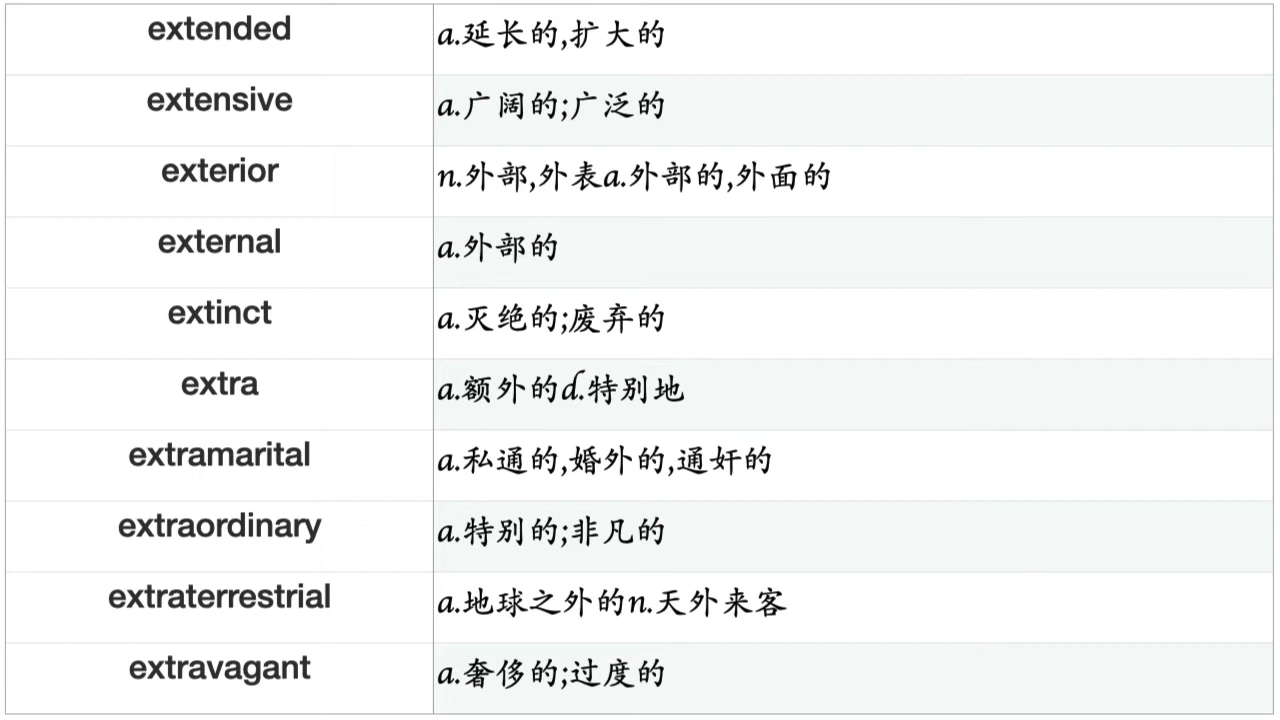 extended a.延长的,扩大的
extensive a.广阔的;广泛的
exterior n.外部,外表a.外部的,外面的
external a.外部的
extinct a.灭绝的;废弃的
extra a.额外的d.特别地
extramarital a.私通的,婚外的,通奸的
extraordinary a.特别的;非凡的
extraterrestrial a.地球之外的n.天外来客
extravagant a.奢侈的;过度的